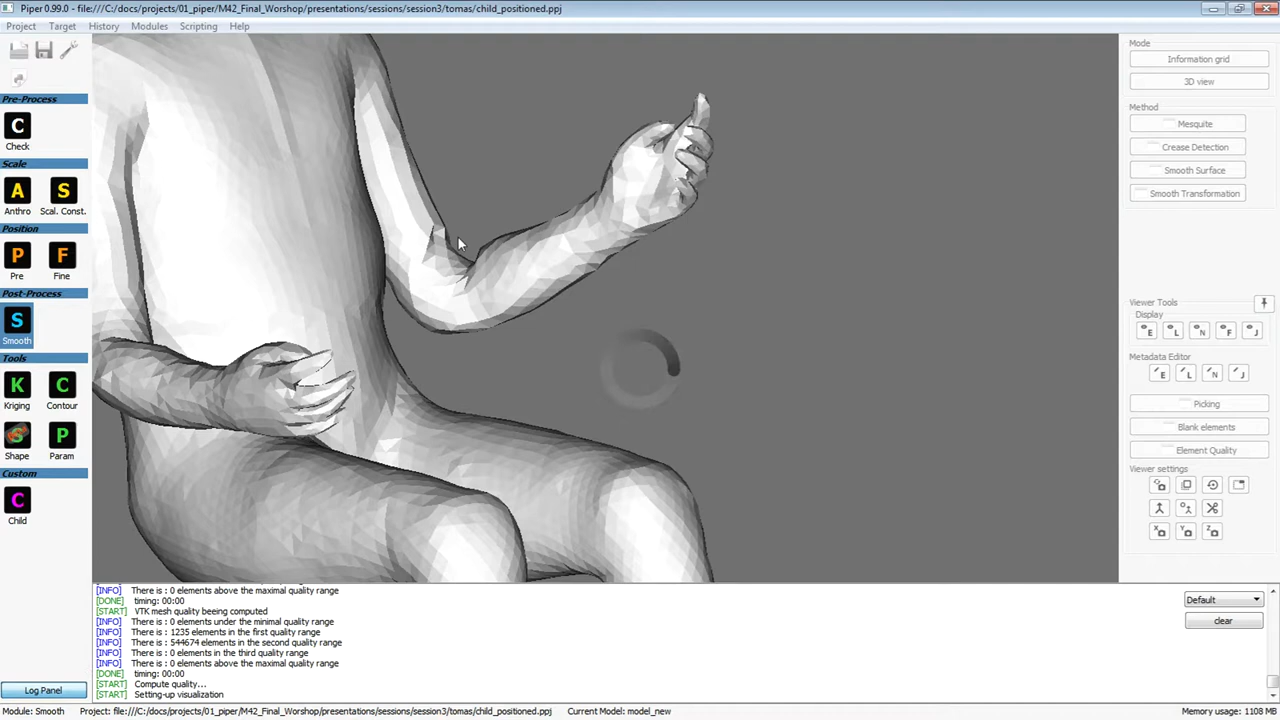 Piper 0.99.0 - file:///C:/docs/projects/01_piper/M42_Final_Worshop/presentations/sessions/session3/tomas/child_positioned.ppj
Project Target History Modules Scripting Help
Pre-Process
C
Check
Scale
A S
Anthro Scal. Const.
Position
P F
Pre Fine
Post-Process
S
Smooth
Tools
K C
Kriging Contour
S P
Shape Param
Custom
C
Child
Log Panel
Mode
Information grid
3D view
Method
Mesquite
Crease Detection
Smooth Surface
Smooth Transformation
Viewer Tools
Display
E L N F J
Metadata Editor
E L N J
Picking
Blank elements
Element Quality
Viewer settings
X Y Z
[INFO] There is : 0 elements above the maximal quality range
[DONE] timing: 00:00
[START] VTK mesh quality beeing computed
[INFO] There is : 0 elements under the minimal quality range
[INFO] There is : 1235 elements in the first quality range
[INFO] There is : 544674 elements in the second quality range
[INFO] There is : 0 elements in the third quality range
[INFO] There is : 0 elements above the maximal quality range
[DONE] timing: 00:00
[START] Compute quality...
[START] Setting-up visualization
Default
clear
Module: Smooth Project: file:///C:/docs/projects/01_piper/M42_Final_Worshop/presentations/sessions/session3/tomas/child_positioned.ppj Current Model: model_new Memory usage: 1108 MB